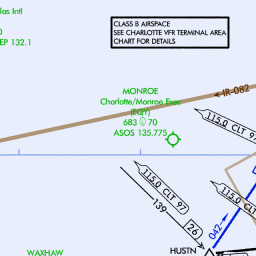 las Intl
0
EP 132.1
CLASS B AIRSPACE
SEE CHARLOTTE VFR TERMINAL AREA
CHART FOR DETAILS
IR-082
MONROE
Charlotte/Monroe Exec
(EQY)
683 70
ASOS 135.775
115.0 CLT 97
115.0 CLT 97
115.0 CLT 97
139
26
042
WAXHAW
HUSTN